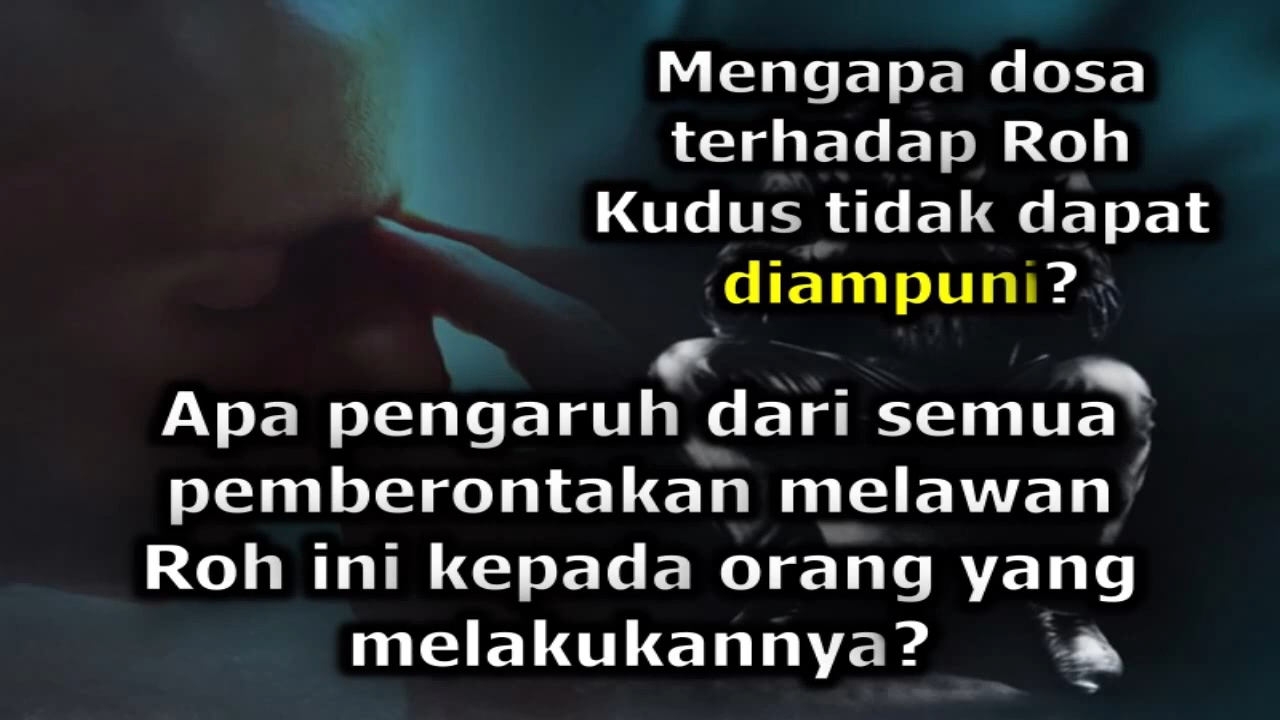 Mengapa dosa
terhadap Roh
Kudus tidak dapat
diampuni?
Apa pengaruh dari semua
pemberontakan melawan
Roh ini kepada orang yang
melakukannya?